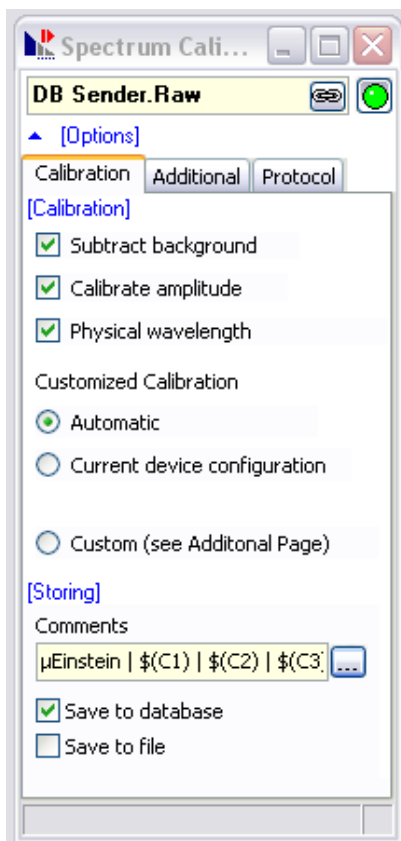 Spectrum Cali...
DB Sender.Raw
[Options]
Calibration Additional Protocol
[Calibration]
Subtract background
Calibrate amplitude
Physical wavelength
Customized Calibration
Automatic
Current device configuration
Custom (see Additonal Page)
[Storing]
Comments
µEinstein | $(C1) | $(C2) | $(C3) ...
Save to database
Save to file